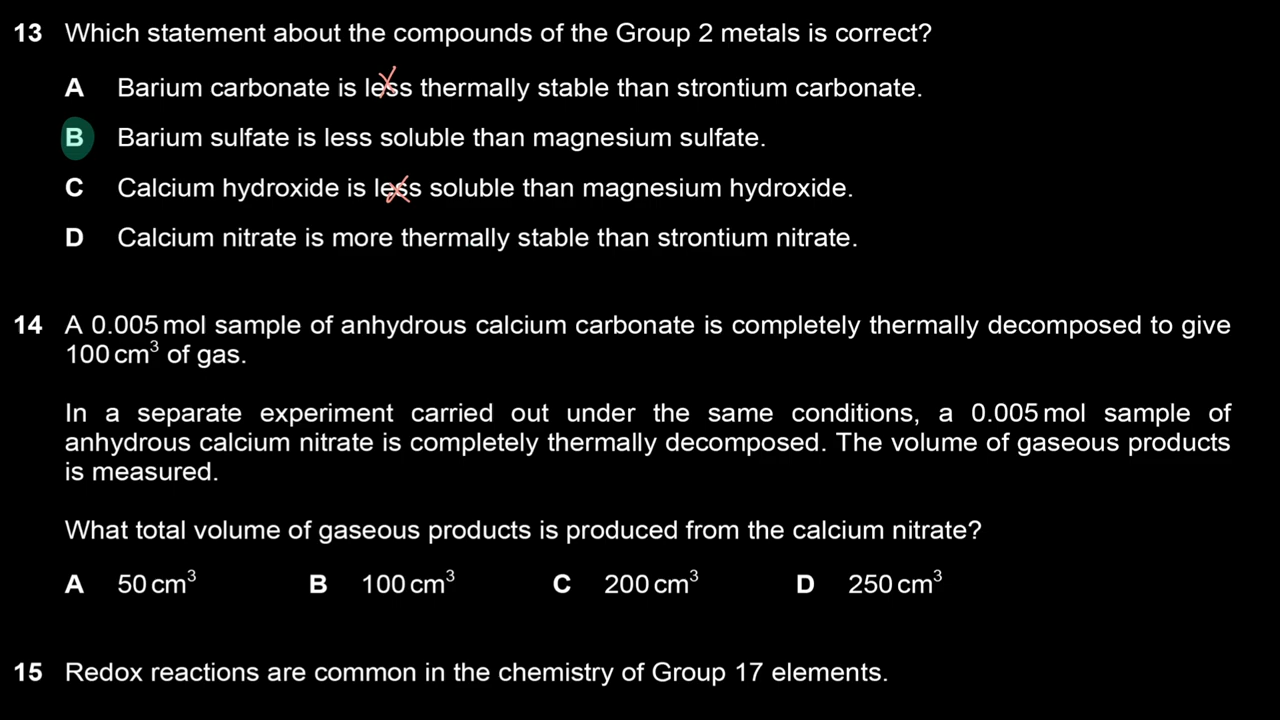 13 Which statement about the compounds of the Group 2 metals is correct?
A Barium carbonate is less thermally stable than strontium carbonate.
B Barium sulfate is less soluble than magnesium sulfate.
C Calcium hydroxide is less soluble than magnesium hydroxide.
D Calcium nitrate is more thermally stable than strontium nitrate.
14 A 0.005 mol sample of anhydrous calcium carbonate is completely thermally decomposed to give
100 cm³ of gas.
In a separate experiment carried out under the same conditions, a 0.005 mol sample of
anhydrous calcium nitrate is completely thermally decomposed. The volume of gaseous products
is measured.
What total volume of gaseous products is produced from the calcium nitrate?
A 50 cm³ B 100 cm³ C 200 cm³ D 250 cm³
15 Redox reactions are common in the chemistry of Group 17 elements.